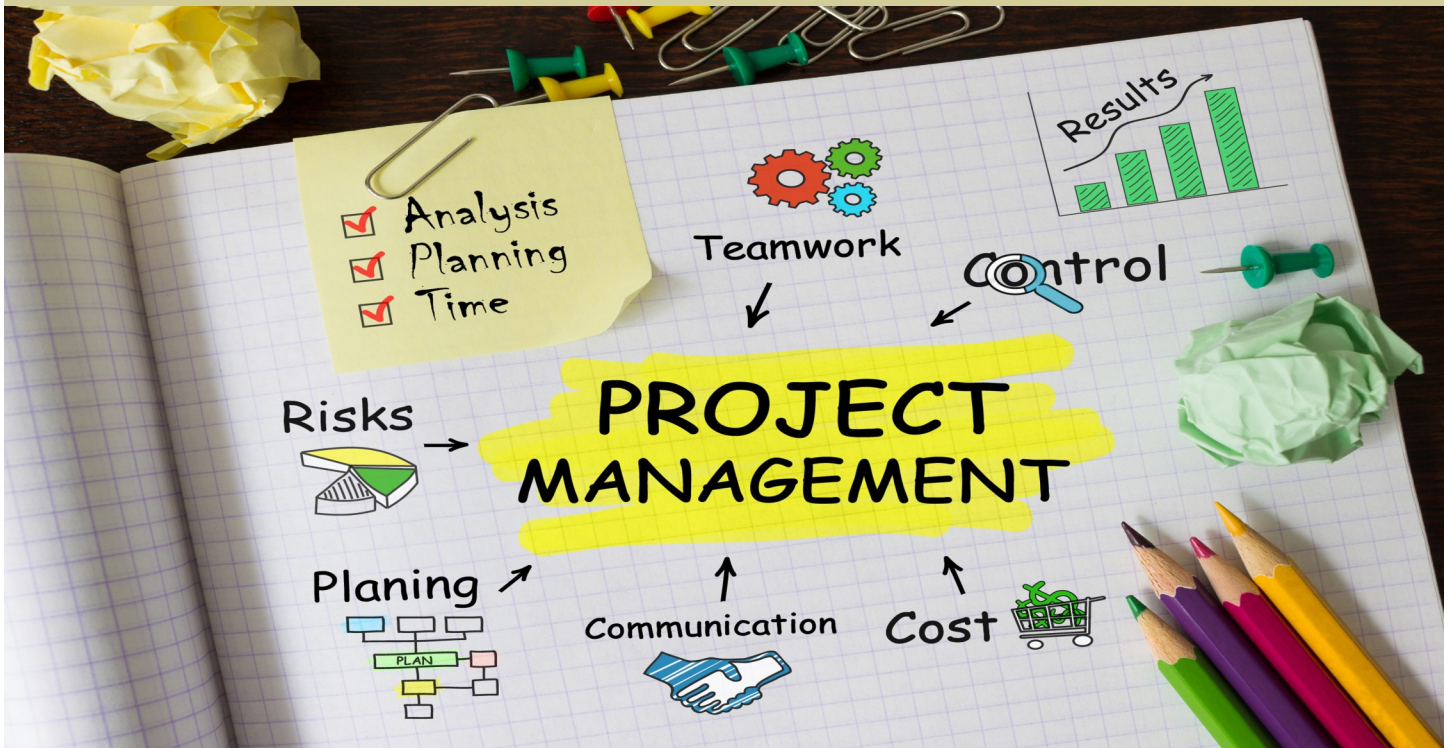 Analysis
Planning
Time
Teamwork
Results
Control
Risks
PROJECT
MANAGEMENT
Planing
PLAN
Communication
Cost